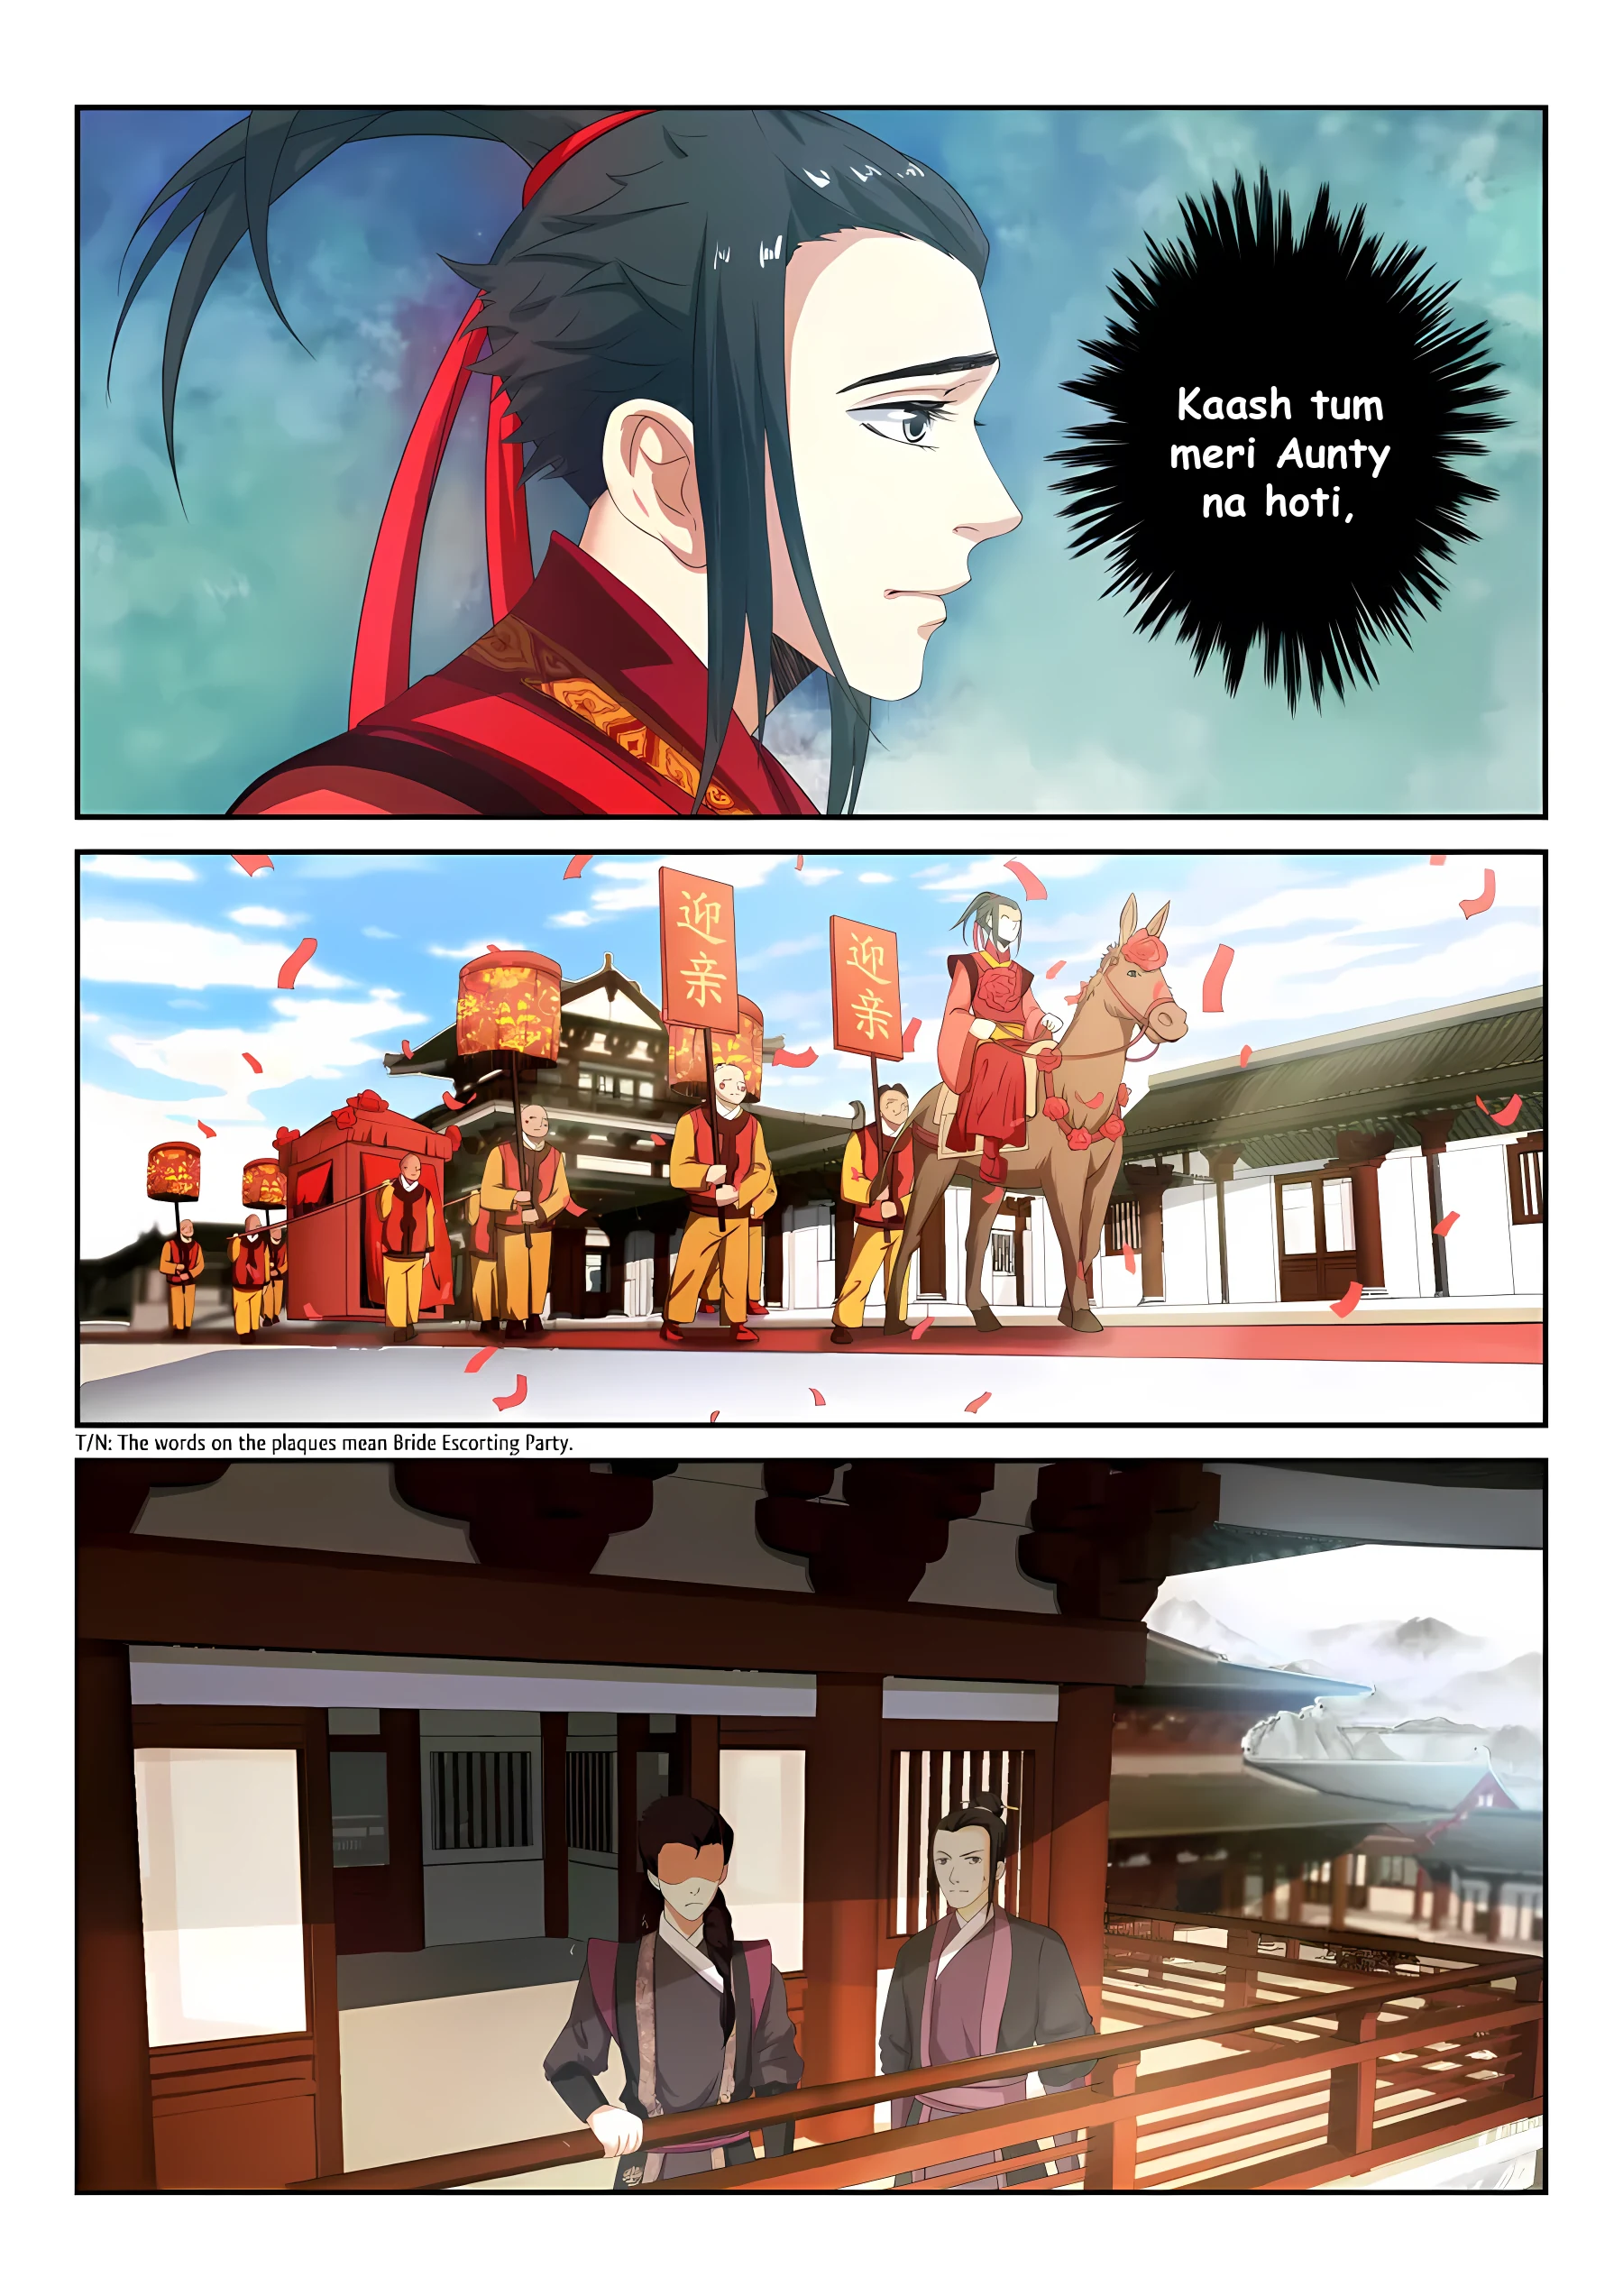 Kaash tum
meri Aunty
na hoti,
迎亲
迎亲
T/N: The words on the plaques mean Bride Escorting Party.